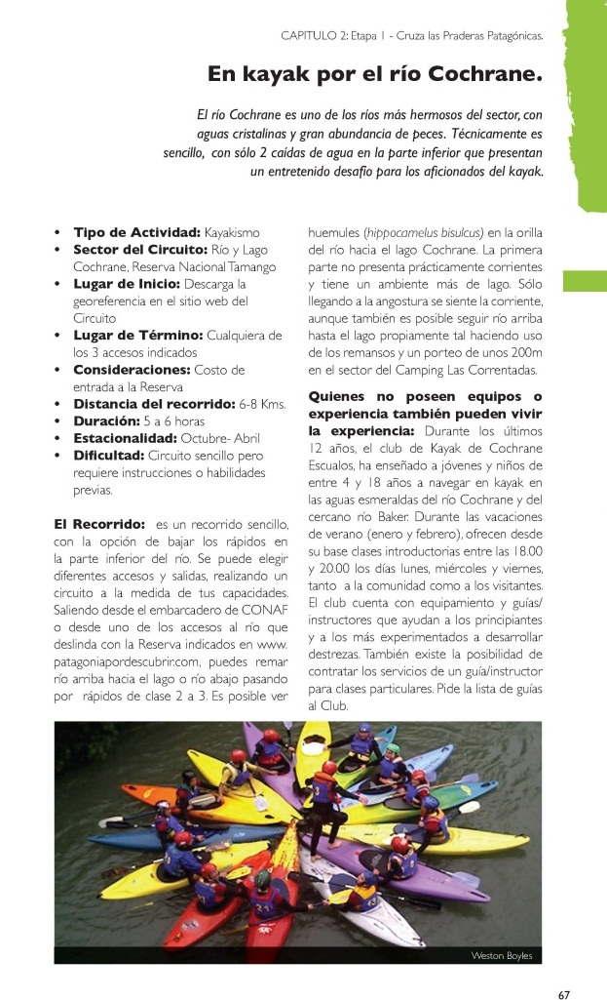 CAPITULO 2: Etapa 1 - Cruza las Praderas Patagónicas.
En kayak por el río Cochrane.
El río Cochrane es uno de los ríos más hermosos del sector, con
aguas cristalinas y gran abundancia de peces. Técnicamente es
sencillo, con sólo 2 caídas de agua en la parte inferior que presentan
un entretenido desafío para los aficionados del kayak.
• Tipo de Actividad: Kayakismo
• Sector del Circuito: Río y Lago
Cochrane, Reserva Nacional Tamango
• Lugar de Inicio: Descarga la
georeferencia en el sitio web del
Circuito
• Lugar de Término: Cualquiera de
los 3 accesos indicados
• Consideraciones: Costo de
entrada a la Reserva
• Distancia del recorrido: 6-8 Kms.
• Duración: 5 a 6 horas
• Estacionalidad: Octubre- Abril
• Dificultad: Circuito sencillo pero
requiere instrucciones o habilidades
previas.
El Recorrido: es un recorrido sencillo,
con la opción de bajar los rápidos en
la parte inferior del río. Se puede elegir
diferentes accesos y salidas, realizando un
circuito a la medida de tus capacidades.
Saliendo desde el embarcadero de CONAF
o desde uno de los accesos al río que
deslinda con la Reserva indicados en www.
patagoniapordescubrir.com, puedes remar
río arriba hacia el lago o río abajo pasando
por rápidos de clase 2 a 3. Es posible ver
huemules (hippocamelus bisulcus) en la orilla
del río hacia el lago Cochrane. La primera
parte no presenta prácticamente corrientes
y tiene un ambiente más de lago. Sólo
llegando a la angostura se siente la corriente,
aunque también es posible seguir río arriba
hasta el lago propiamente tal haciendo uso
de los remansos y un porteo de unos 200m
en el sector del Camping Las Correntadas.
Quienes no poseen equipos o
experiencia también pueden vivir
la experiencia: Durante los últimos
12 años, el club de Kayak de Cochrane
Escualos, ha enseñado a jóvenes y niños de
entre 4 y 18 años a navegar en kayak en
las aguas esmeraldas del río Cochrane y del
cercano río Baker. Durante las vacaciones
de verano (enero y febrero), ofrecen desde
su base clases introductorias entre las 18.00
y 20.00 los días lunes, miércoles y viernes,
tanto a la comunidad como a los visitantes.
El club cuenta con equipamiento y guías/
instructores que ayudan a los principiantes
y a los más experimentados a desarrollar
destrezas. También existe la posibilidad de
contratar los servicios de un guía/instructor
para clases particulares. Pide la lista de guías
al Club.
Weston Boyles
67